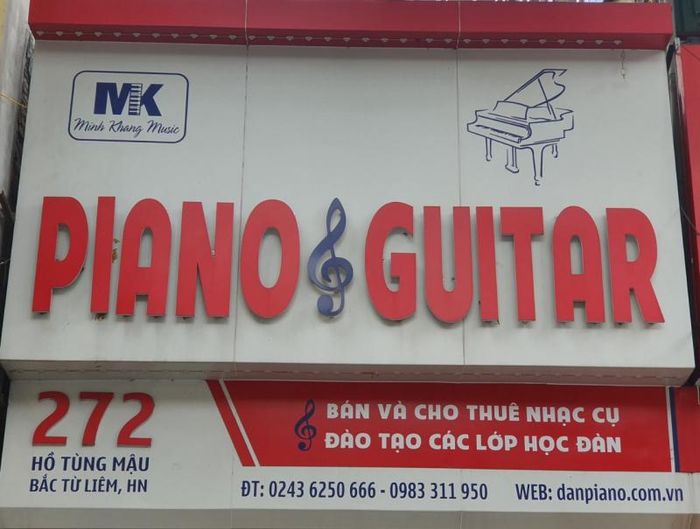 MK
Minh Khang Music
PIANO GUITAR
272
HỒ TÙNG MẬU
BẮC TỪ LIÊM, HN
BÁN VÀ CHO THUÊ NHẠC CỤ
ĐÀO TẠO CÁC LỚP HỌC ĐÀN
ĐT: 0243 6250 666 - 0983 311 950 WEB: danpiano.com.vn